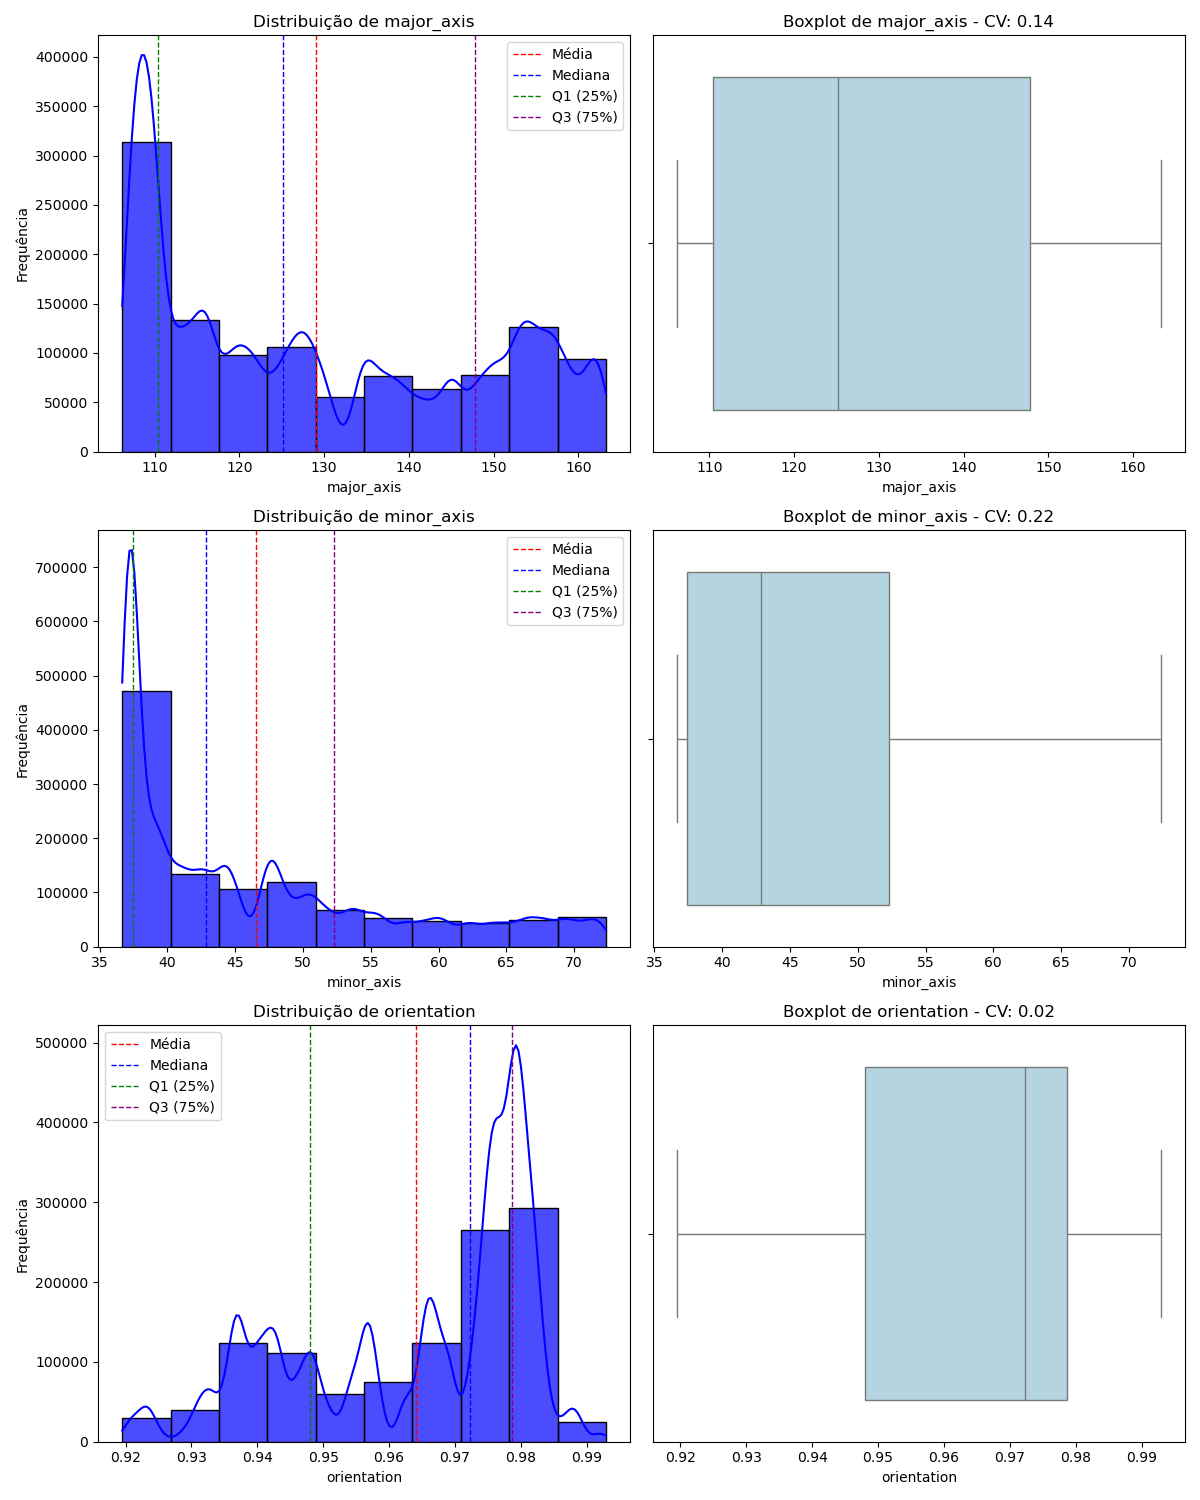 Distribuição de major_axis
Frequência
400000
350000
300000
250000
200000
150000
100000
50000
0
110 120 130 140 150 160
major_axis
Média
Mediana
Q1 (25%)
Q3 (75%)
Boxplot de major_axis - CV: 0.14
110 120 130 140 150 160
major_axis
Distribuição de minor_axis
Frequência
700000
600000
500000
400000
300000
200000
100000
0
35 40 45 50 55 60 65 70
minor_axis
Média
Mediana
Q1 (25%)
Q3 (75%)
Boxplot de minor_axis - CV: 0.22
35 40 45 50 55 60 65 70
minor_axis
Distribuição de orientation
Frequência
500000
400000
300000
200000
100000
0
0.92 0.93 0.94 0.95 0.96 0.97 0.98 0.99
orientation
Média
Mediana
Q1 (25%)
Q3 (75%)
Boxplot de orientation - CV: 0.02
0.92 0.93 0.94 0.95 0.96 0.97 0.98 0.99
orientation